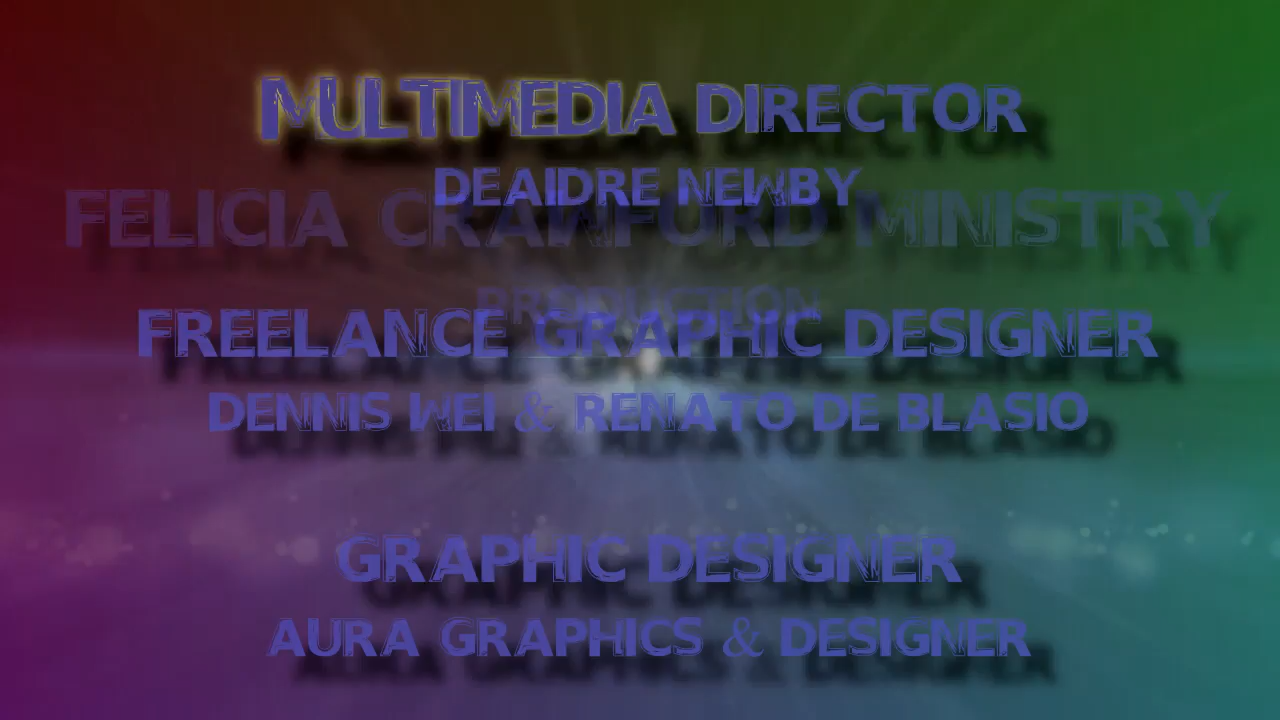 MULTIMEDIA DIRECTOR
DEAIDRE NEWBY
FELICIA CRAWFORD MINISTRY
PRODUCTION
FREELANCE GRAPHIC DESIGNER
DENNIS WEI & RENATO DE BLASIO
GRAPHIC DESIGNER
AURA GRAPHICS & DESIGNER